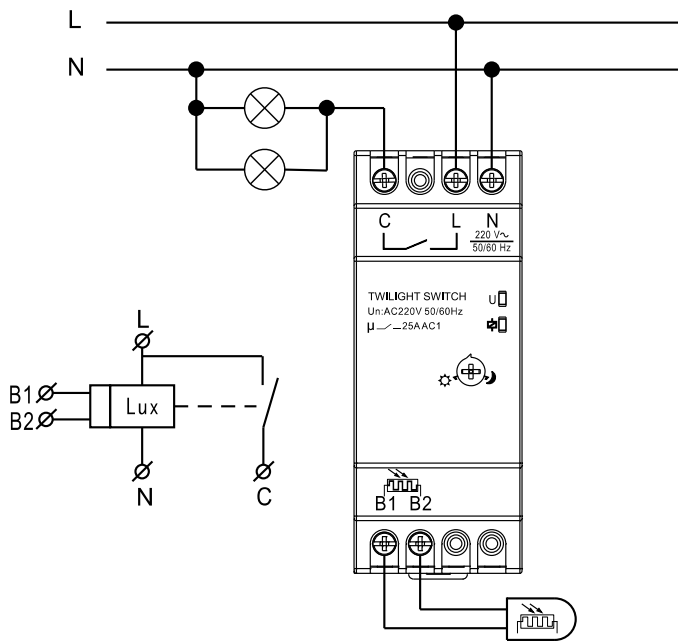 L
N
C L N
220 V~
50/60 Hz
TWILIGHT SWITCH
Un:AC220V 50/60Hz
μ 25A AC1
U
L
B1
B2
Lux
N
C
B1 B2